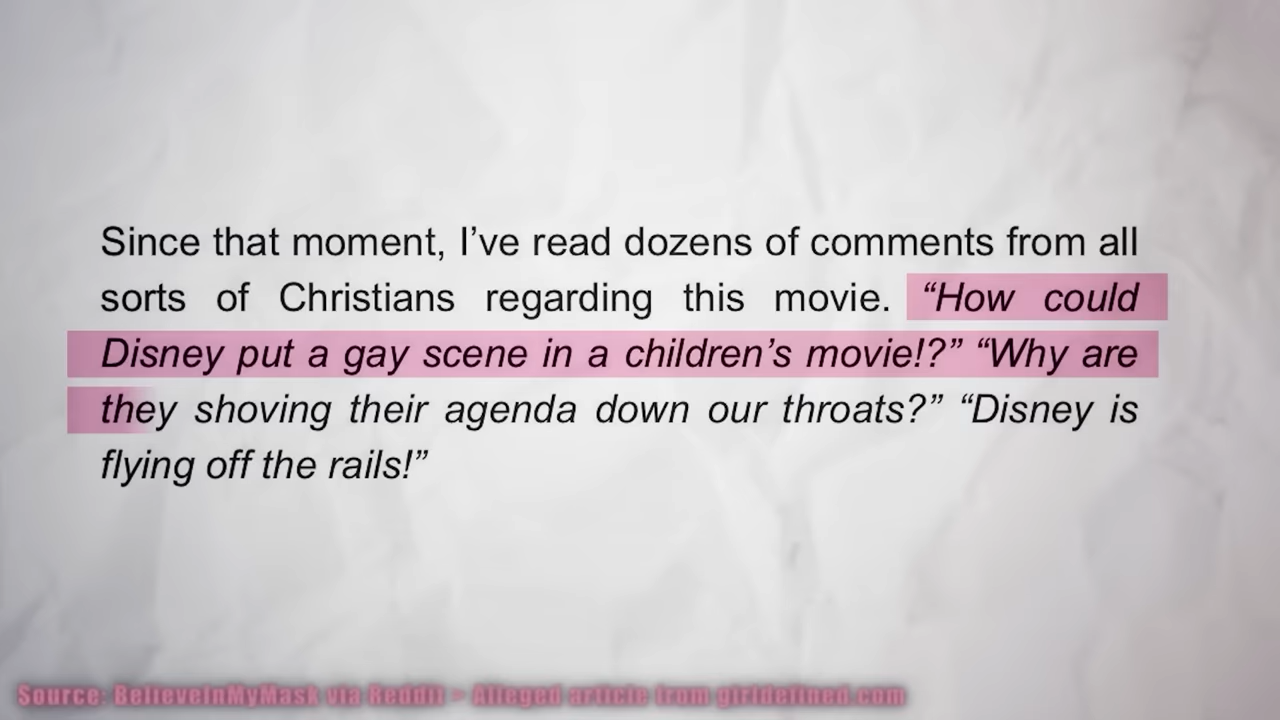 Since that moment, I’ve read dozens of comments from all
sorts of Christians regarding this movie. “How could
Disney put a gay scene in a children’s movie!?” “Why are
they shoving their agenda down our throats?” “Disney is
flying off the rails!”
Source: BelieveInMyMask via Reddit - Alleged article from girldefined.com